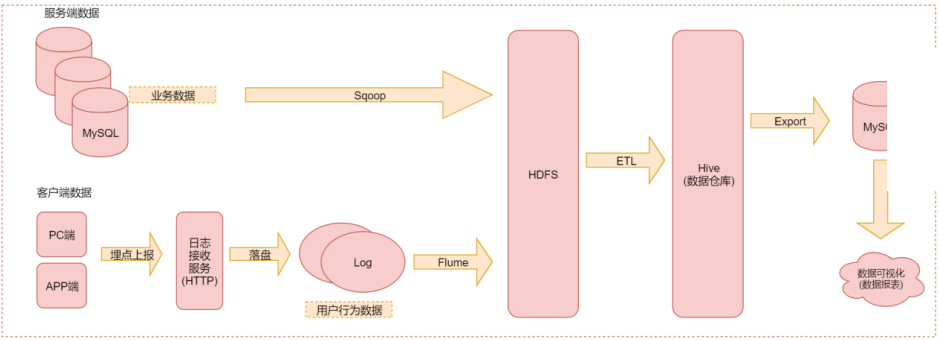 服务端数据
MySQL
业务数据
Sqoop
客户端数据
PC端
APP端
埋点上报
日志
接收
服务
(HTTP)
落盘
Log
用户行为数据
Flume
HDFS
ETL
Hive
(数据仓库)
Export
数据可视化
(数据报表)